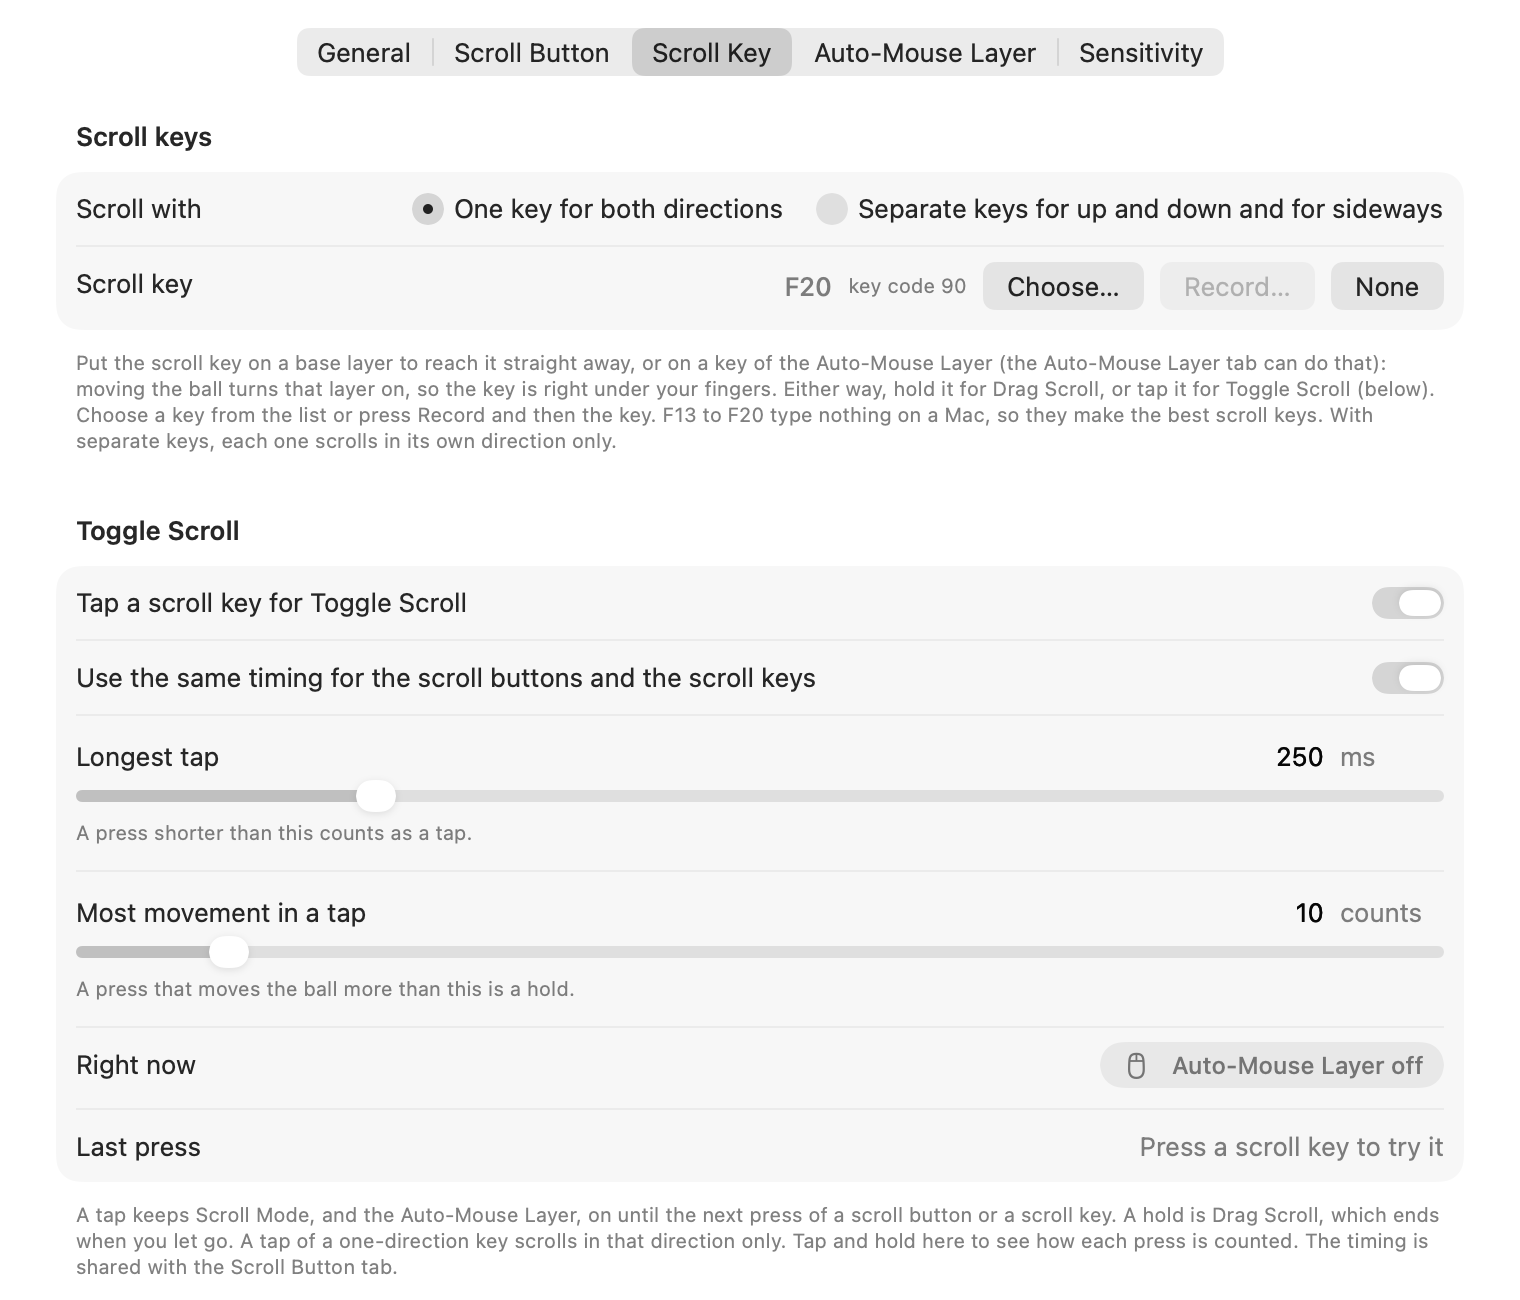 General
Scroll Button
Scroll Key
Auto-Mouse Layer
Sensitivity
Scroll keys
Scroll with
One key for both directions
Separate keys for up and down and for sideways
Scroll key
F20
key code 90
Choose...
Record...
None
Put the scroll key on a base layer to reach it straight away, or on a key of the Auto-Mouse Layer (the Auto-Mouse Layer tab can do that):
moving the ball turns that layer on, so the key is right under your fingers. Either way, hold it for Drag Scroll, or tap it for Toggle Scroll (below).
Choose a key from the list or press Record and then the key. F13 to F20 type nothing on a Mac, so they make the best scroll keys. With
separate keys, each one scrolls in its own direction only.
Toggle Scroll
Tap a scroll key for Toggle Scroll
Use the same timing for the scroll buttons and the scroll keys
Longest tap
250 ms
A press shorter than this counts as a tap.
Most movement in a tap
10 counts
A press that moves the ball more than this is a hold.
Right now
Auto-Mouse Layer off
Last press
Press a scroll key to try it
A tap keeps Scroll Mode, and the Auto-Mouse Layer, on until the next press of a scroll button or a scroll key. A hold is Drag Scroll, which ends
when you let go. A tap of a one-direction key scrolls in that direction only. Tap and hold here to see how each press is counted. The timing is
shared with the Scroll Button tab.